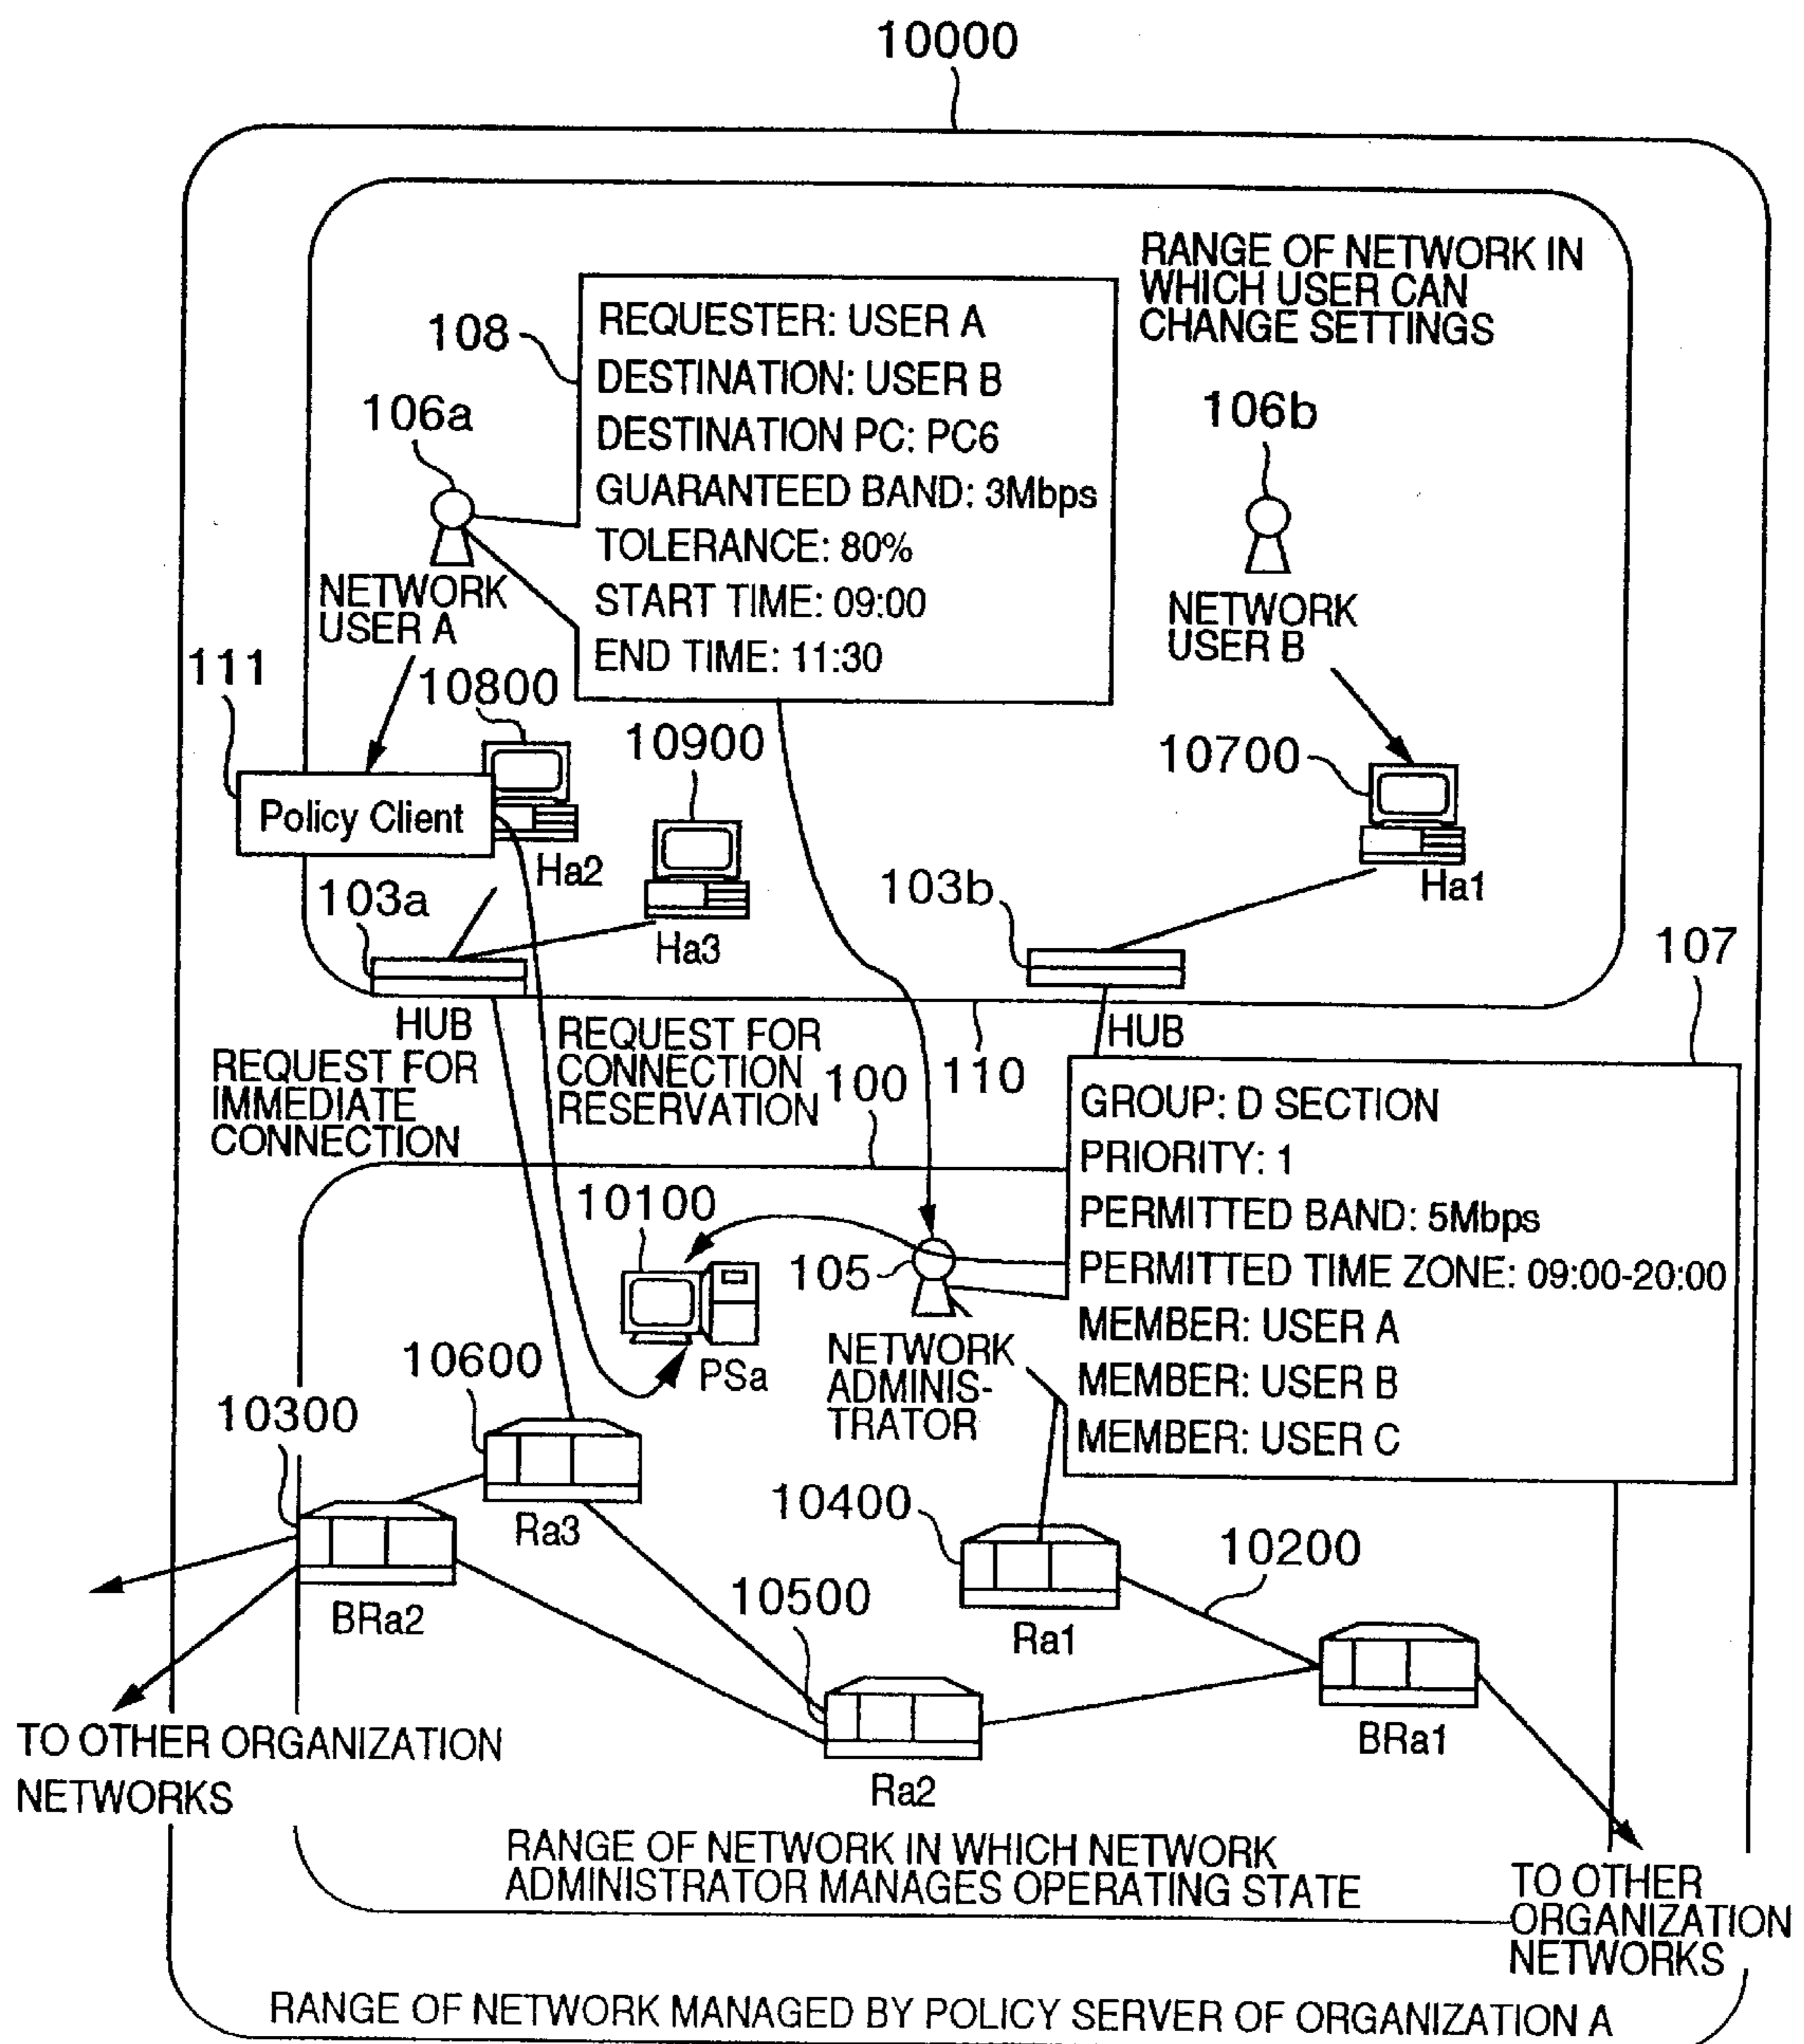 10000
RANGE OF NETWORK IN
WHICH USER CAN
CHANGE SETTINGS
108
REQUESTER: USER A
DESTINATION: USER B
DESTINATION PC: PC6
GUARANTEED BAND: 3Mbps
TOLERANCE: 80%
START TIME: 09:00
END TIME: 11:30
106a
NETWORK
USER A
106b
NETWORK
USER B
111
10800
Policy Client
Ha2
10900
Ha3
10700
Ha1
103a
HUB
103b
HUB
107
REQUEST FOR
IMMEDIATE
CONNECTION
REQUEST FOR
CONNECTION
RESERVATION
100
110
GROUP: D SECTION
PRIORITY: 1
PERMITTED BAND: 5Mbps
PERMITTED TIME ZONE: 09:00-20:00
MEMBER: USER A
MEMBER: USER B
MEMBER: USER C
10100
PSa
105
NETWORK
ADMINIS-
TRATOR
10600
Ra3
10300
BRa2
10400
Ra1
10200
10500
Ra2
BRa1
TO OTHER ORGANIZATION
NETWORKS
RANGE OF NETWORK IN WHICH NETWORK
ADMINISTRATOR MANAGES OPERATING STATE
TO OTHER
ORGANIZATION
NETWORKS
RANGE OF NETWORK MANAGED BY POLICY SERVER OF ORGANIZATION A